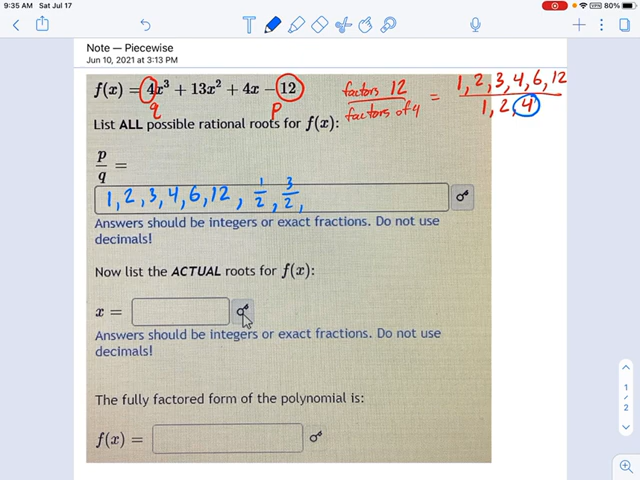 9:35 AM Sat Jul 17
80%
Note — Piecewise
Jun 10, 2021 at 3:13 PM
f(x) = 4x³ + 13x² + 4x − 12
q p
factors 12 / factors of 4 = 1, 2, 3, 4, 6, 12 / 1, 2, 4
List ALL possible rational roots for f(x):
p/q =
1, 2, 3, 4, 6, 12, 1/2, 3/2,
Answers should be integers or exact fractions. Do not use
decimals!
Now list the ACTUAL roots for f(x):
x =
Answers should be integers or exact fractions. Do not use
decimals!
The fully factored form of the polynomial is:
f(x) =
1
/
2